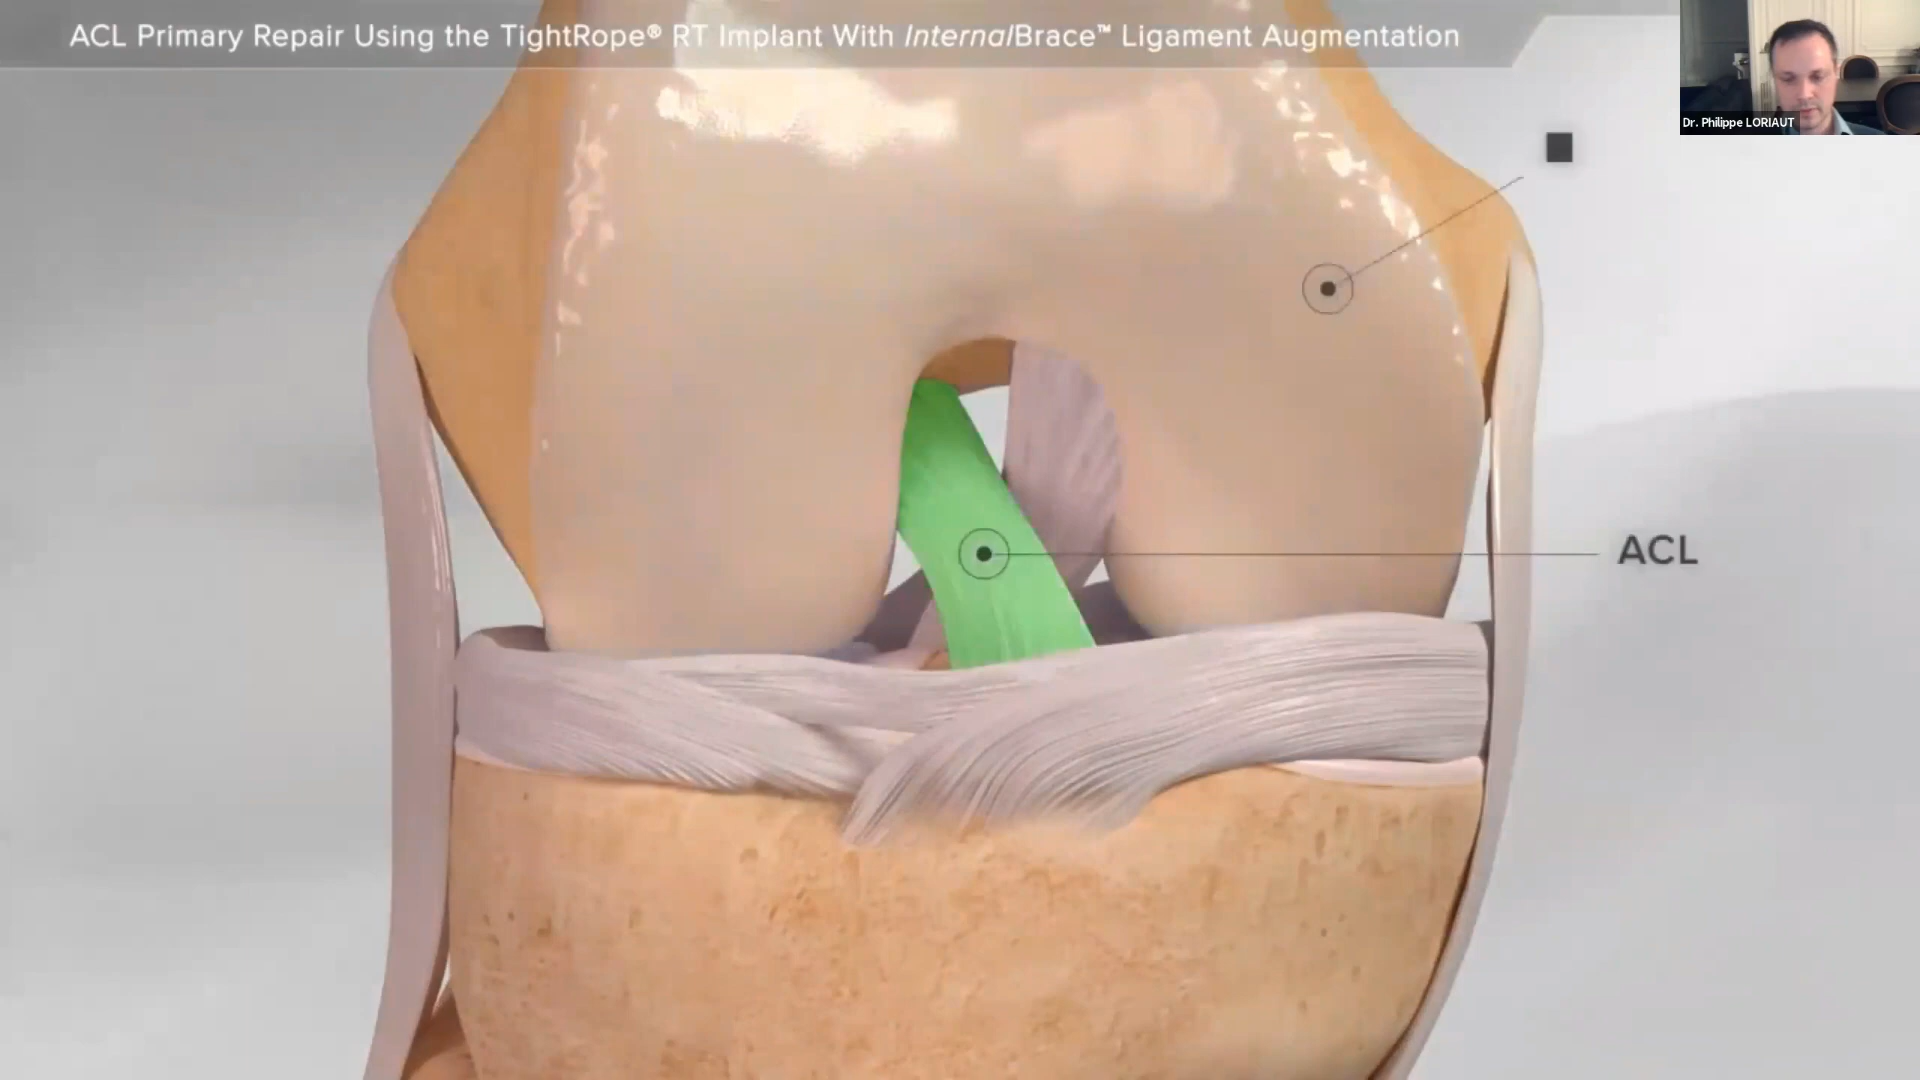 ACL Primary Repair Using the TightRope® RT Implant With InternalBrace™ Ligament Augmentation
Dr. Philippe LORIAUT
ACL